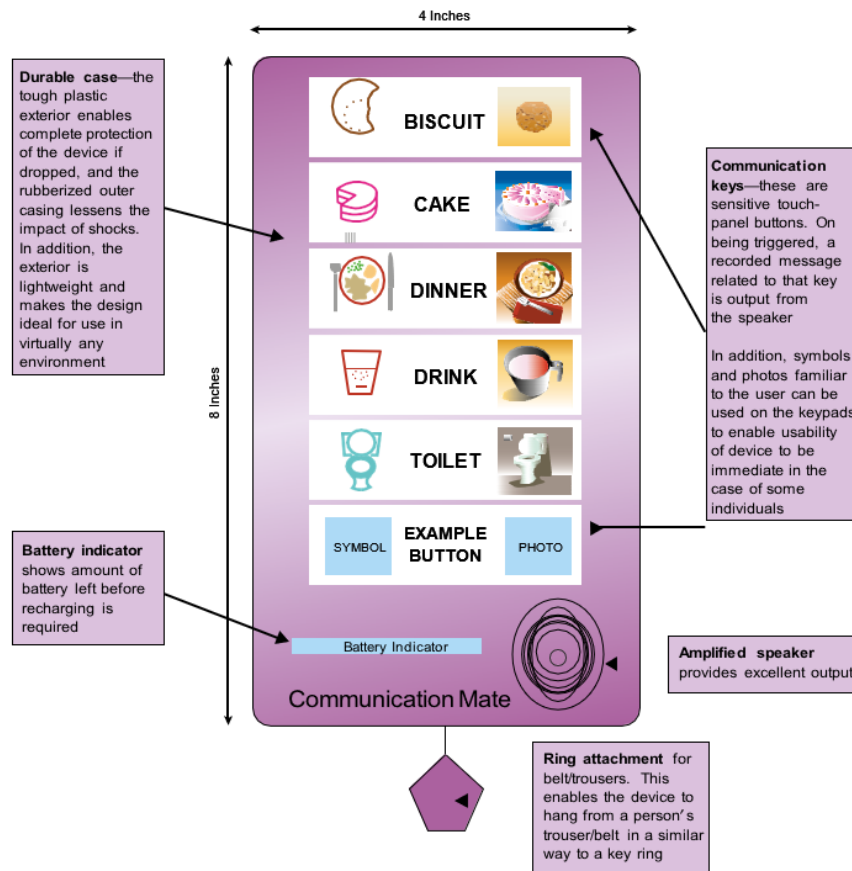 4 Inches
Durable case—the
tough plastic
exterior enables
complete protection
of the device if
dropped, and the
rubberized outer
casing lessens the
impact of shocks.
In addition, the
exterior is
lightweight and
makes the design
ideal for use in
virtually any
environment
8 Inches
BISCUIT
CAKE
DINNER
DRINK
TOILET
SYMBOL
EXAMPLE
BUTTON
PHOTO
Communication
keys—these are
sensitive touch-
panel buttons. On
being triggered, a
recorded message
related to that key
is output from
the speaker
In addition, symbols
and photos familiar
to the user can be
used on the keypads
to enable usability
of device to be
immediate in the
case of some
individuals
Battery indicator
shows amount of
battery left before
recharging is
required
Battery Indicator
Communication Mate
Amplified speaker
provides excellent output
Ring attachment for
belt/trousers. This
enables the device to
hang from a person's
trouser/belt in a similar
way to a key ring